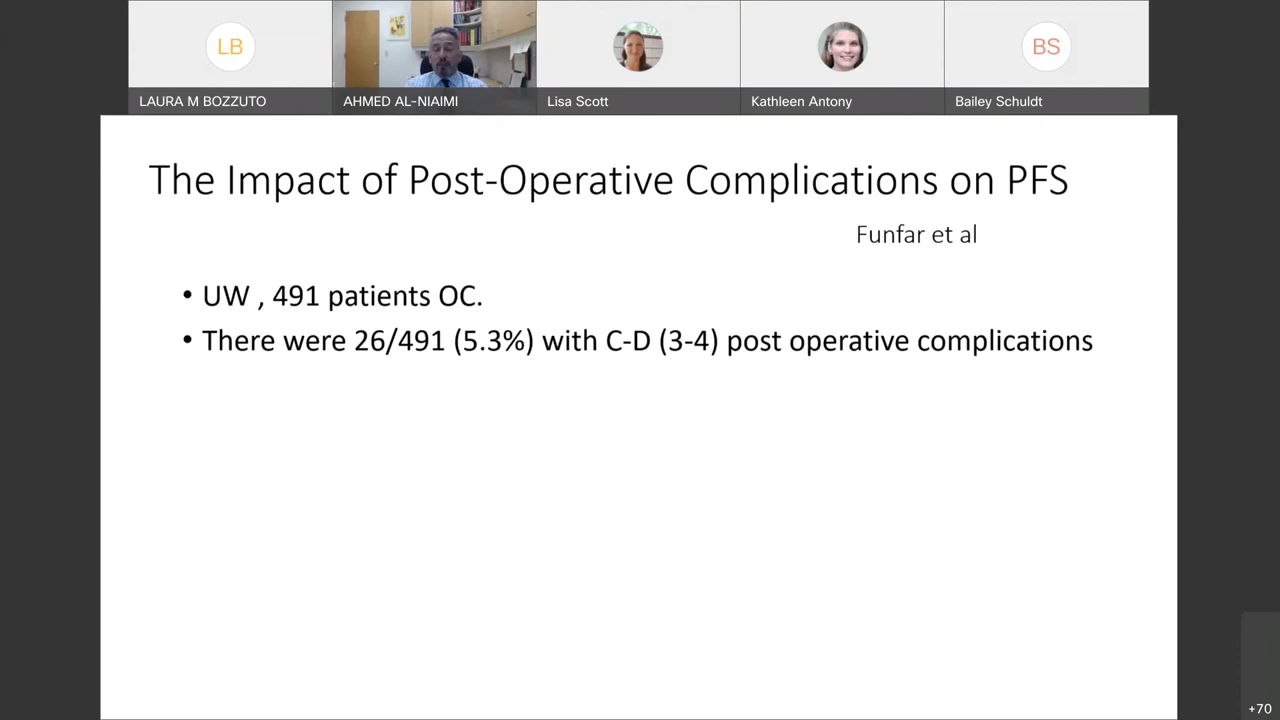 LB
BS
LAURA M BOZZUTO
AHMED AL-NIAIMI
Lisa Scott
Kathleen Antony
Bailey Schuldt
The Impact of Post-Operative Complications on PFS
Funfar et al
• UW , 491 patients OC.
• There were 26/491 (5.3%) with C-D (3-4) post operative complications
+70